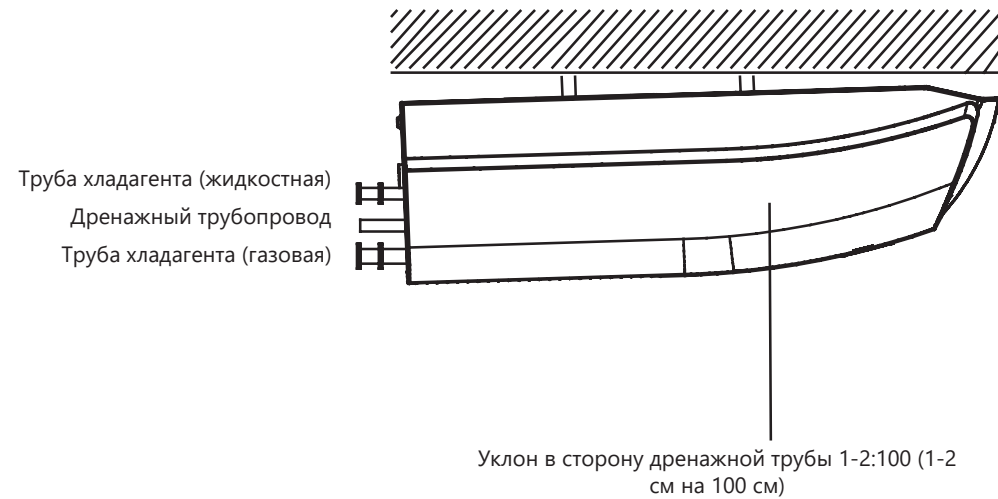 Труба хладагента (жидкостная)
Дренажный трубопровод
Труба хладагента (газовая)
Уклон в сторону дренажной трубы 1-2:100 (1-2
см на 100 см)